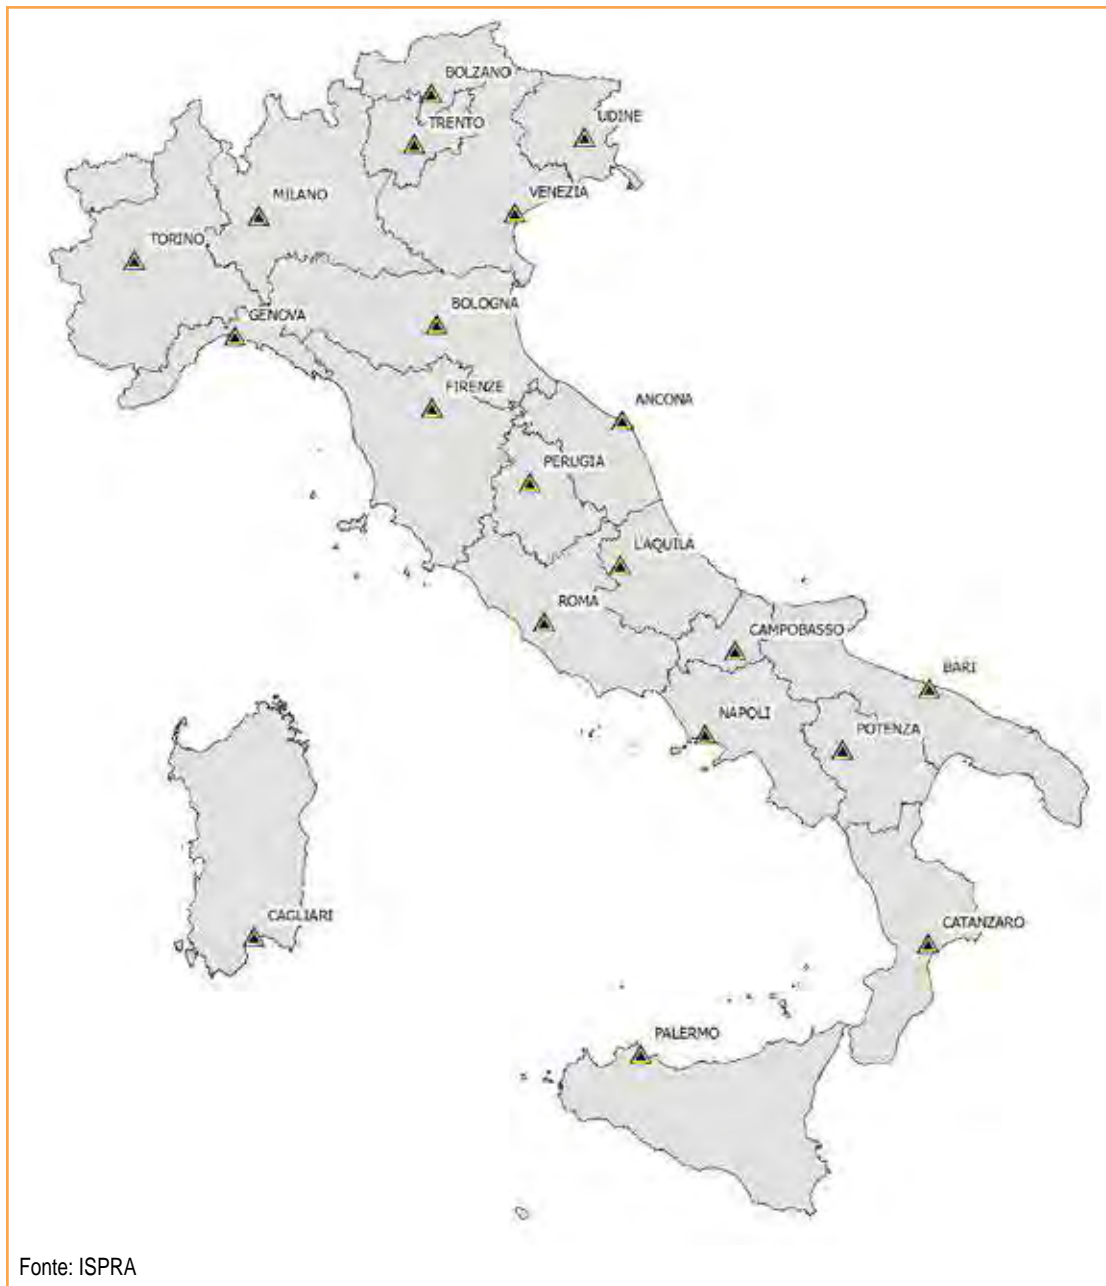 BOLZANO
UDINE
TRENTO
VENEZIA
MILANO
TORINO
BOLOGNA
GENOVA
FIRENZE
ANCONA
PERUGIA
L'AQUILA
ROMA
CAMPOBASSO
BARI
NAPOLI
POTENZA
CAGLIARI
CATANZARO
PALERMO
Fonte: ISPRA